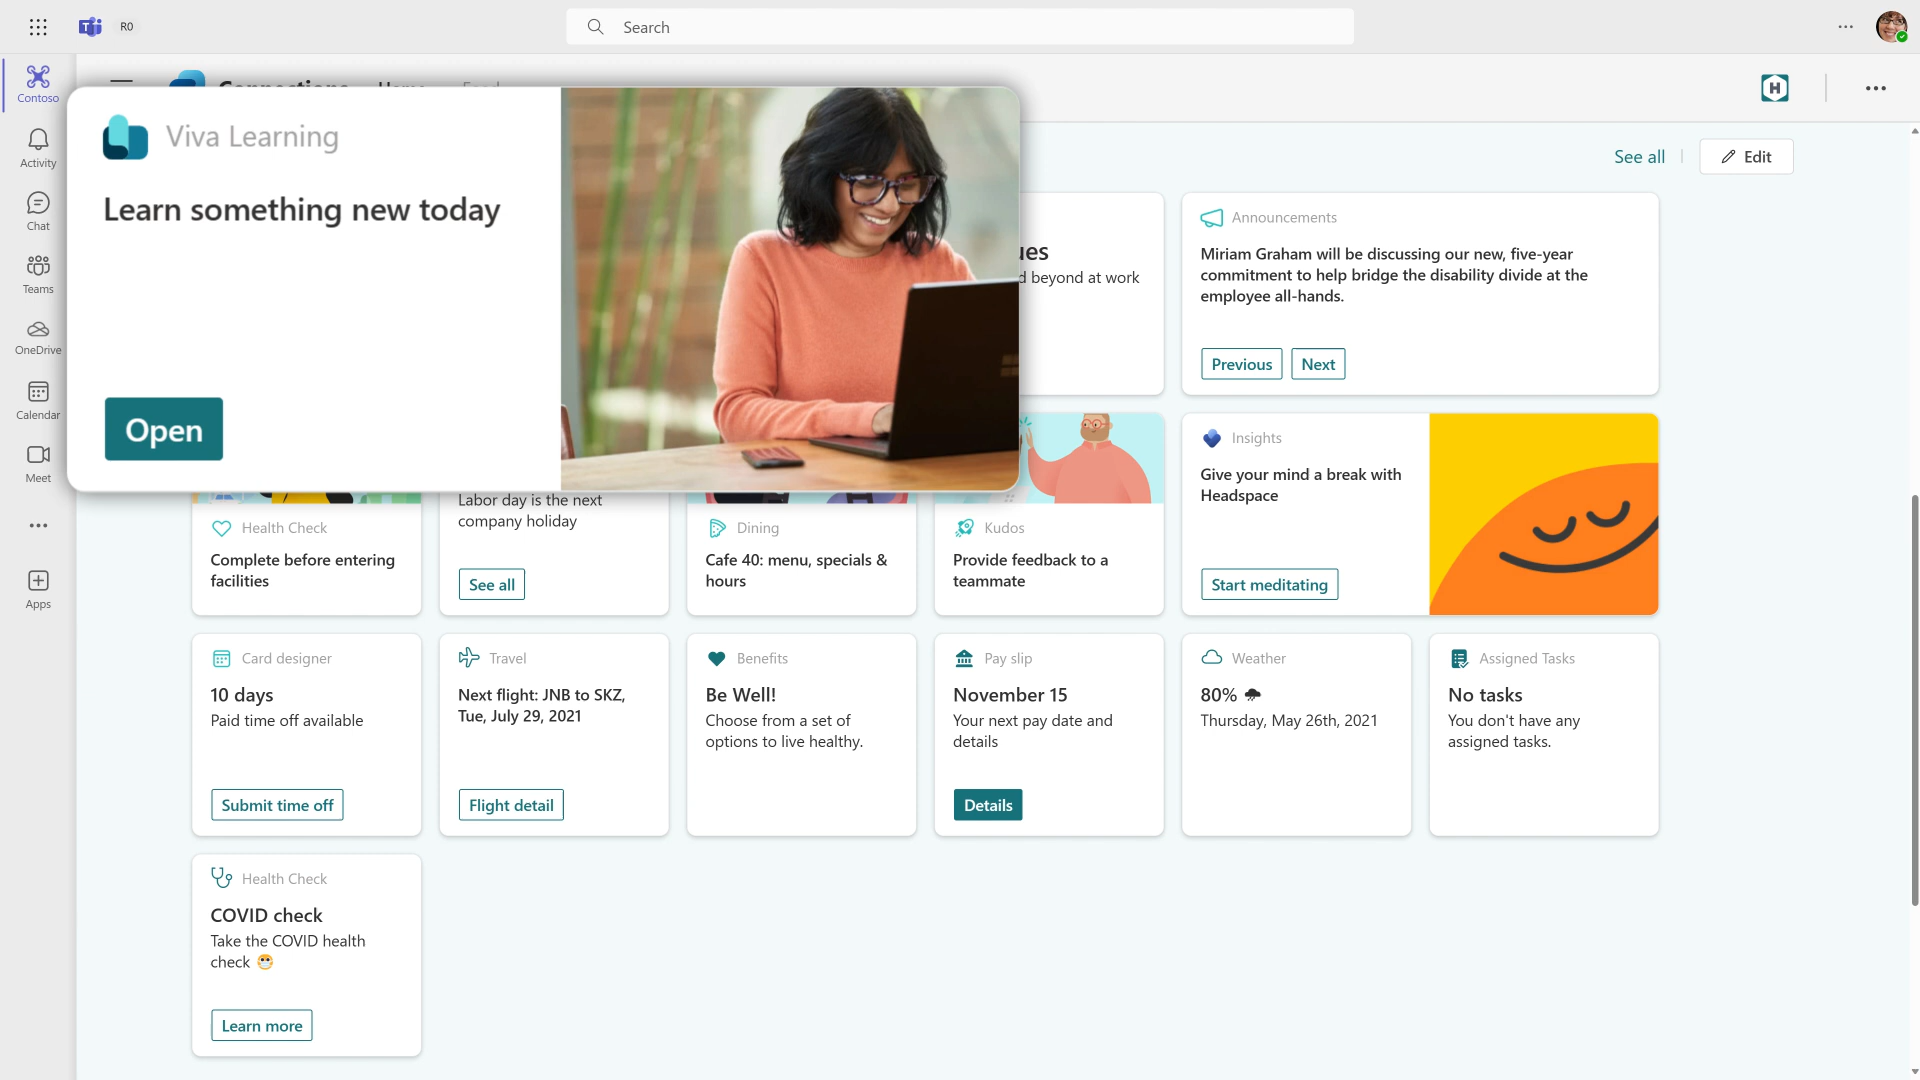 R0
Search
Contoso
Activity
Chat
Teams
OneDrive
Calendar
Meet
Apps
Viva Learning
Learn something new today
Open
See all
Edit
d beyond at work
Announcements
Miriam Graham will be discussing our new, five-year
commitment to help bridge the disability divide at the
employee all-hands.
Previous
Next
Health Check
Complete before entering
facilities
Labor day is the next
company holiday
See all
Dining
Cafe 40: menu, specials &
hours
Kudos
Provide feedback to a
teammate
Insights
Give your mind a break with
Headspace
Start meditating
Card designer
10 days
Paid time off available
Submit time off
Travel
Next flight: JNB to SKZ,
Tue, July 29, 2021
Flight detail
Benefits
Be Well!
Choose from a set of
options to live healthy.
Pay slip
November 15
Your next pay date and
details
Details
Weather
80%
Thursday, May 26th, 2021
Assigned Tasks
No tasks
You don't have any
assigned tasks.
Health Check
COVID check
Take the COVID health
check
Learn more